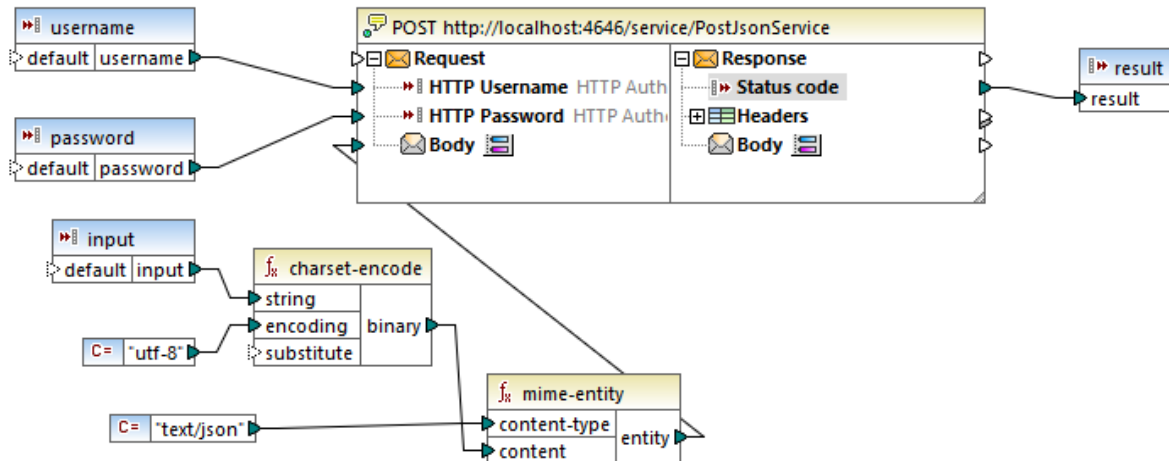 username
default username
POST http://localhost:4646/service/PostJsonService
Request
HTTP Username HTTP Auth
HTTP Password HTTP Auth
Body
Response
Status code
Headers
Body
result
result
password
default password
input
default input
charset-encode
string
encoding binary
substitute
C= "utf-8"
mime-entity
C= "text/json"
content-type
entity
content